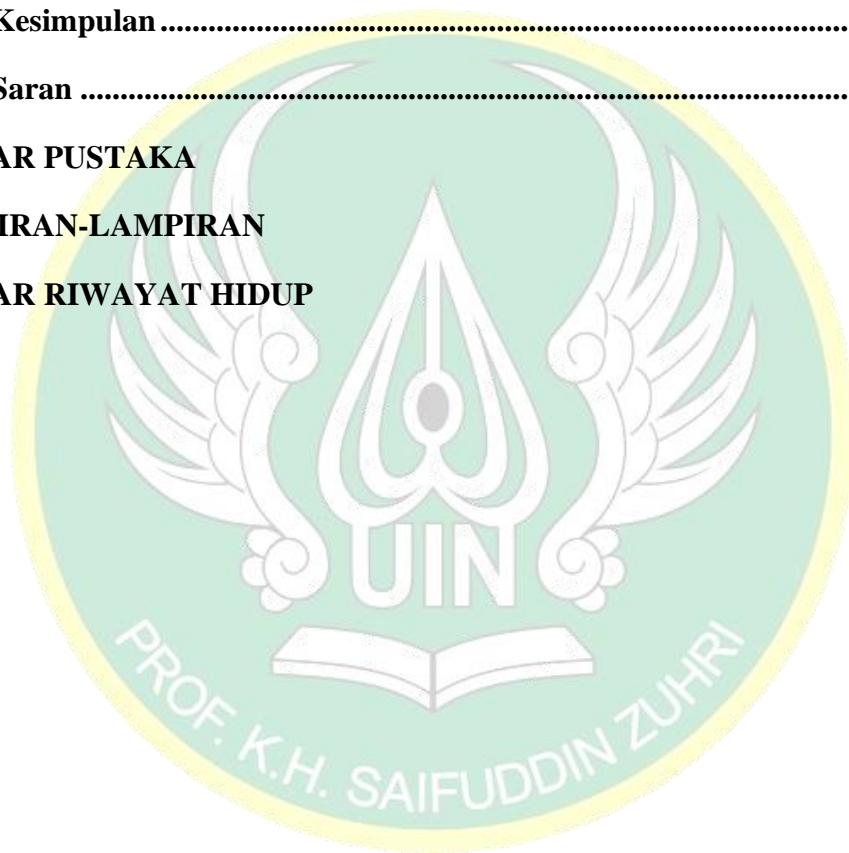 Kesimpulan ......................................................................................
Saran ................................................................................................
AR PUSTAKA
IRAN-LAMPIRAN
AR RIWAYAT HIDUP
UIN
PROF. K.H. SAIFUDDIN ZUHRI